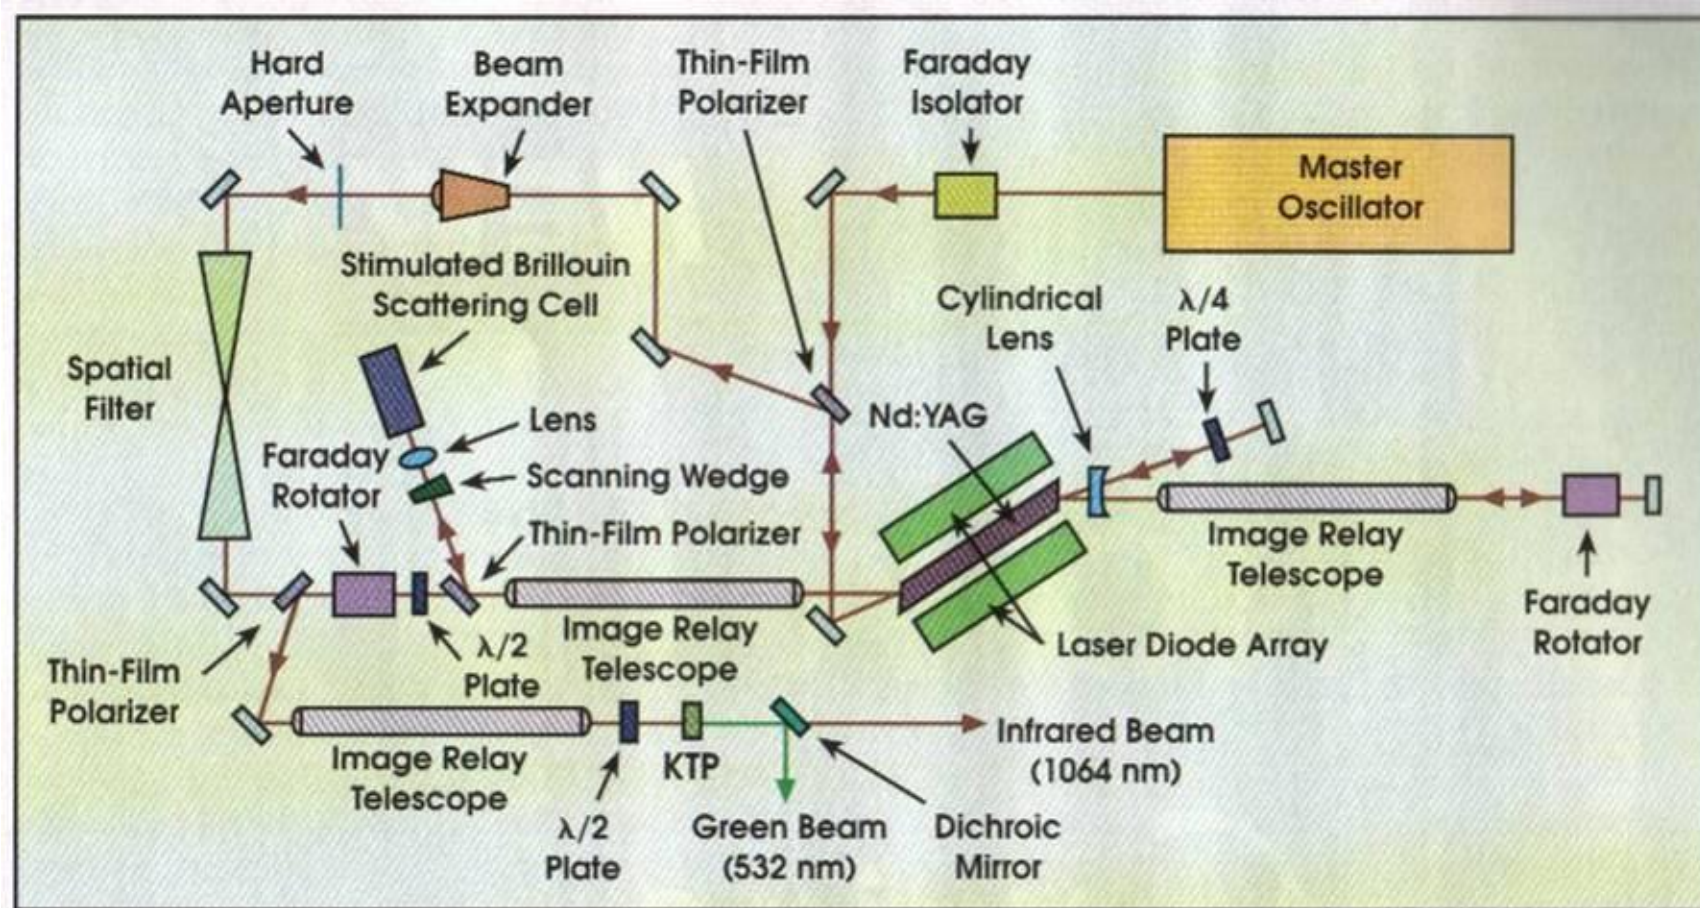 Hard
Aperture
Beam
Expander
Thin-Film
Polarizer
Faraday
Isolator
Master
Oscillator
Stimulated Brillouin
Scattering Cell
Cylindrical
Lens
λ/4
Plate
Spatial
Filter
Lens
Nd:YAG
Faraday
Rotator
Scanning Wedge
Thin-Film Polarizer
Image Relay
Telescope
Faraday
Rotator
Laser Diode Array
Image Relay
Telescope
λ/2
Plate
Thin-Film
Polarizer
Image Relay
Telescope
KTP
Infrared Beam
(1064 nm)
λ/2
Plate
Green Beam
(532 nm)
Dichroic
Mirror